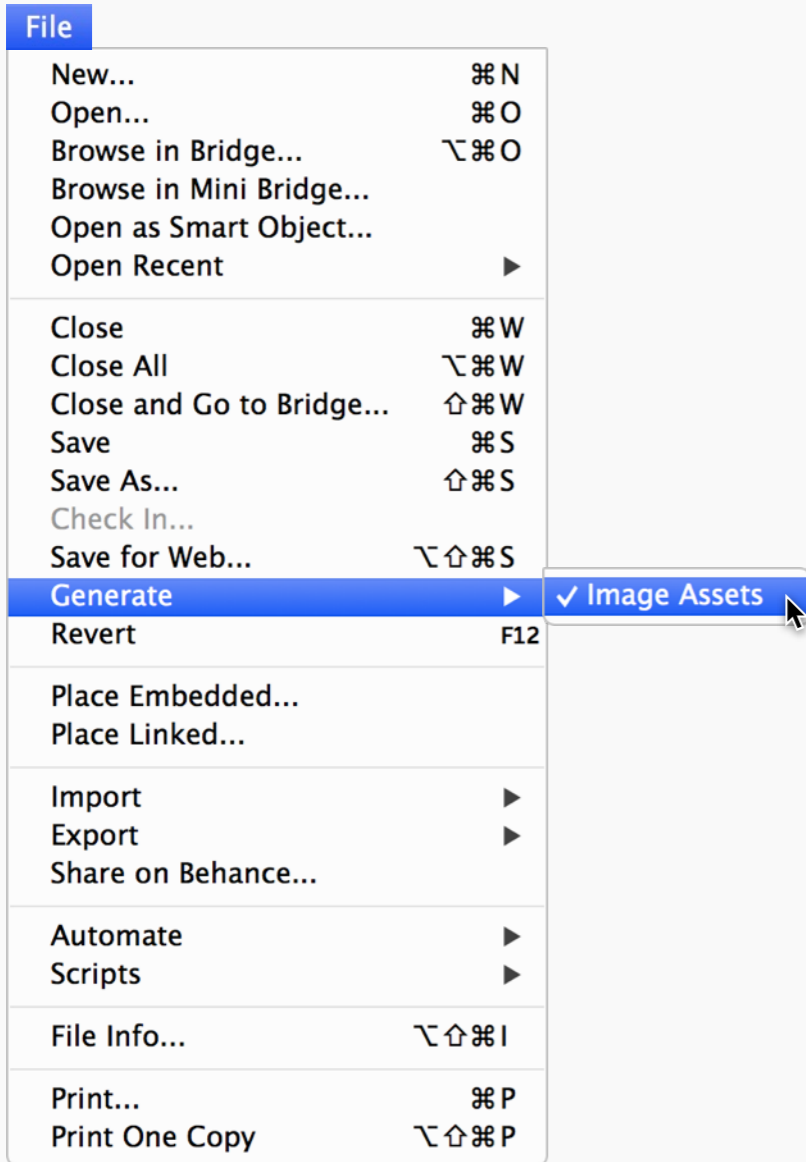 File
New... ⌘N
Open... ⌘O
Browse in Bridge... ⌥⌘O
Browse in Mini Bridge...
Open as Smart Object...
Open Recent ▶
Close ⌘W
Close All ⌥⌘W
Close and Go to Bridge... ⇧⌘W
Save ⌘S
Save As... ⇧⌘S
Check In...
Save for Web... ⌥⇧⌘S
Generate ▶ ✓ Image Assets
Revert F12
Place Embedded...
Place Linked...
Import ▶
Export ▶
Share on Behance...
Automate ▶
Scripts ▶
File Info... ⌥⇧⌘I
Print... ⌘P
Print One Copy ⌥⇧⌘P